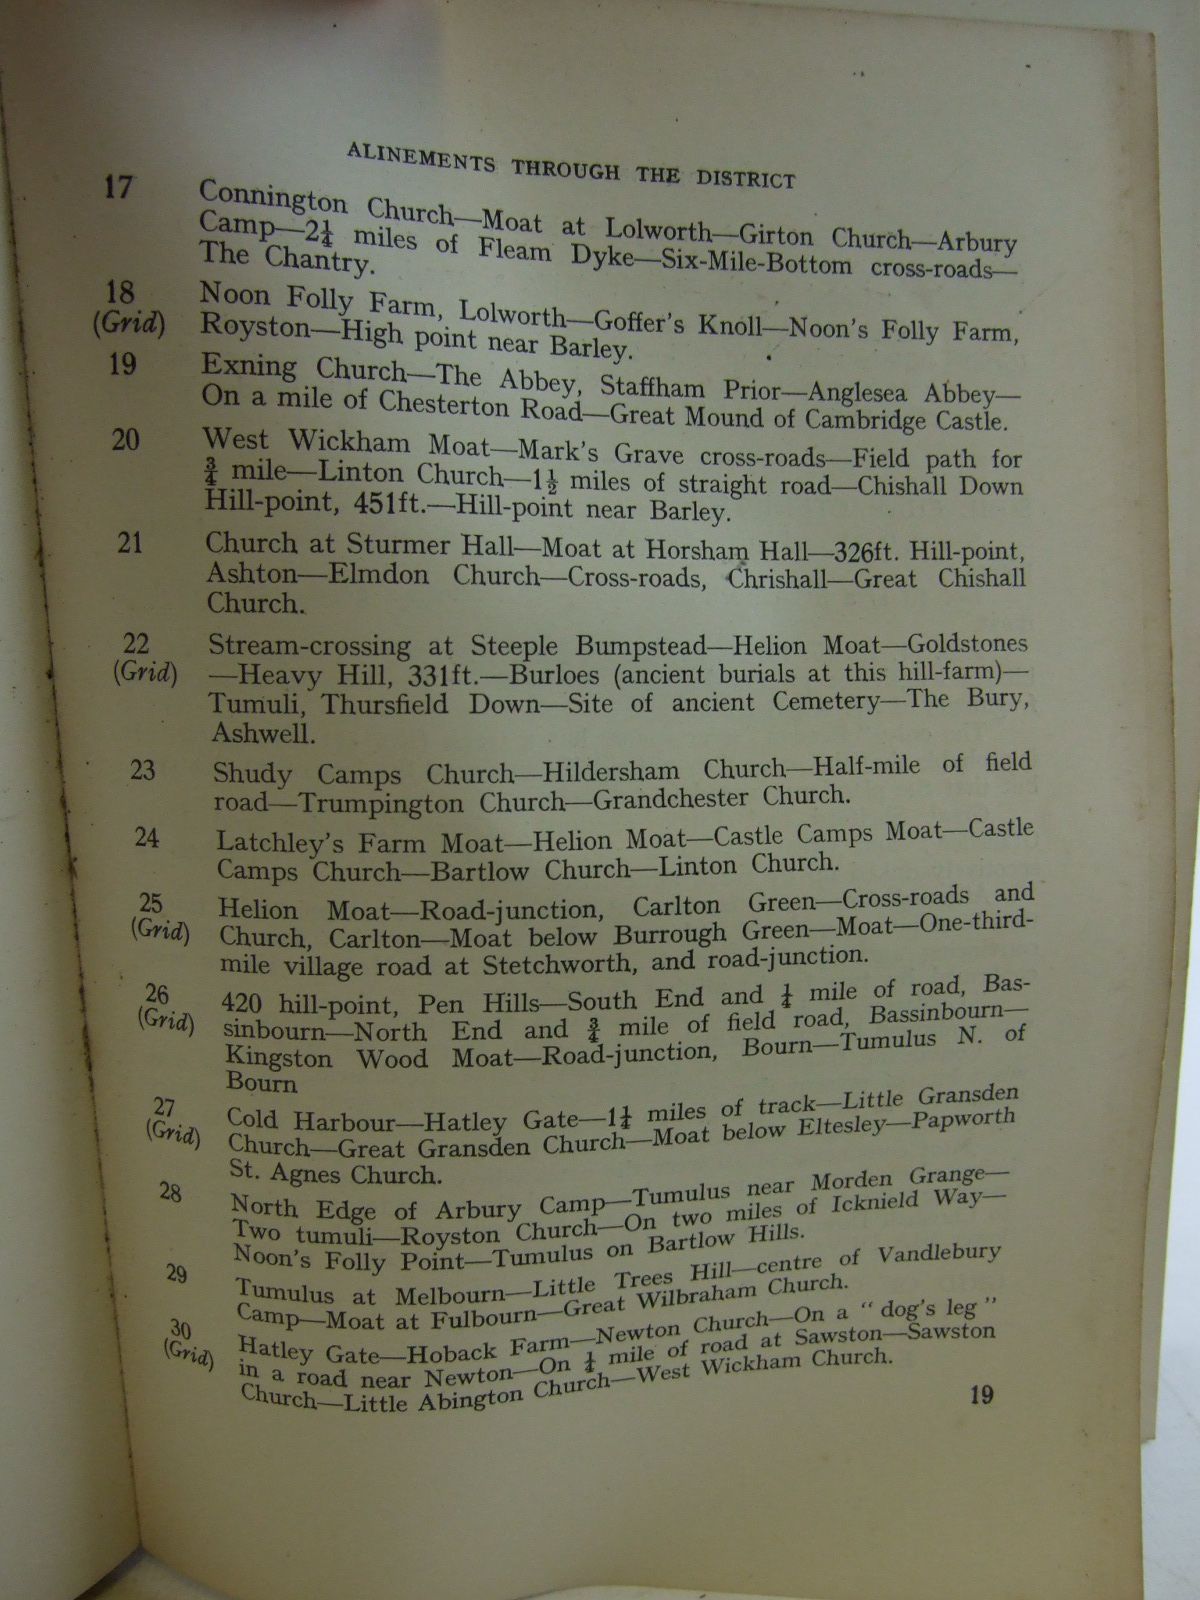 ALINEMENTS THROUGH THE DISTRICT
17 Connington Church—Moat at Lolworth—Girton Church—Arbury
Camp—2¼ miles of Fleam Dyke—Six-Mile-Bottom cross-roads—
The Chantry.
18 Noon Folly Farm, Lolworth—Goffer's Knoll—Noon's Folly Farm,
(Grid) Royston—High point near Barley.
19 Exning Church—The Abbey, Staffham Prior—Anglesea Abbey—
On a mile of Chesterton Road—Great Mound of Cambridge Castle.
20 West Wickham Moat—Mark's Grave cross-roads—Field path for
¾ mile—Linton Church—1½ miles of straight road—Chishall Down
Hill-point, 451ft.—Hill-point near Barley.
21 Church at Sturmer Hall—Moat at Horsham Hall—326ft. Hill-point,
Ashton—Elmdon Church—Cross-roads, Chrishall—Great Chishall
Church.
22 Stream-crossing at Steeple Bumpstead—Helion Moat—Goldstones
(Grid) —Heavy Hill, 331ft.—Burloes (ancient burials at this hill-farm)—
Tumuli, Thursfield Down—Site of ancient Cemetery—The Bury,
Ashwell.
23 Shudy Camps Church—Hildersham Church—Half-mile of field
road—Trumpington Church—Grandchester Church.
24 Latchley's Farm Moat—Helion Moat—Castle Camps Moat—Castle
Camps Church—Bartlow Church—Linton Church.
25 Helion Moat—Road-junction, Carlton Green—Cross-roads and
(Grid) Church, Carlton—Moat below Burrough Green—Moat—One-third-
mile village road at Stetchworth, and road-junction.
26 420 hill-point, Pen Hills—South End and ¼ mile of road, Bas-
(Grid) sinbourn—North End and ¾ mile of field road, Bassinbourn—
Kingston Wood Moat—Road-junction, Bourn—Tumulus N. of
Bourn
27 Cold Harbour—Hatley Gate—1¼ miles of track—Little Gransden
(Grid) Church—Great Gransden Church—Moat below Eltesley—Papworth
St. Agnes Church.
28 North Edge of Arbury Camp—Tumulus near Morden Grange—
Two tumuli—Royston Church—On two miles of Icknield Way—
Noon's Folly Point—Tumulus on Bartlow Hills.
29 Tumulus at Melbourn—Little Trees Hill—centre of Vandlebury
Camp—Moat at Fulbourn—Great Wilbraham Church.
30 Hatley Gate—Hoback Farm—Newton Church—On a "dog's leg"
(Grid) in a road near Newton—On ¼ mile of road at Sawston—Sawston
Church—Little Abington Church—West Wickham Church.
19